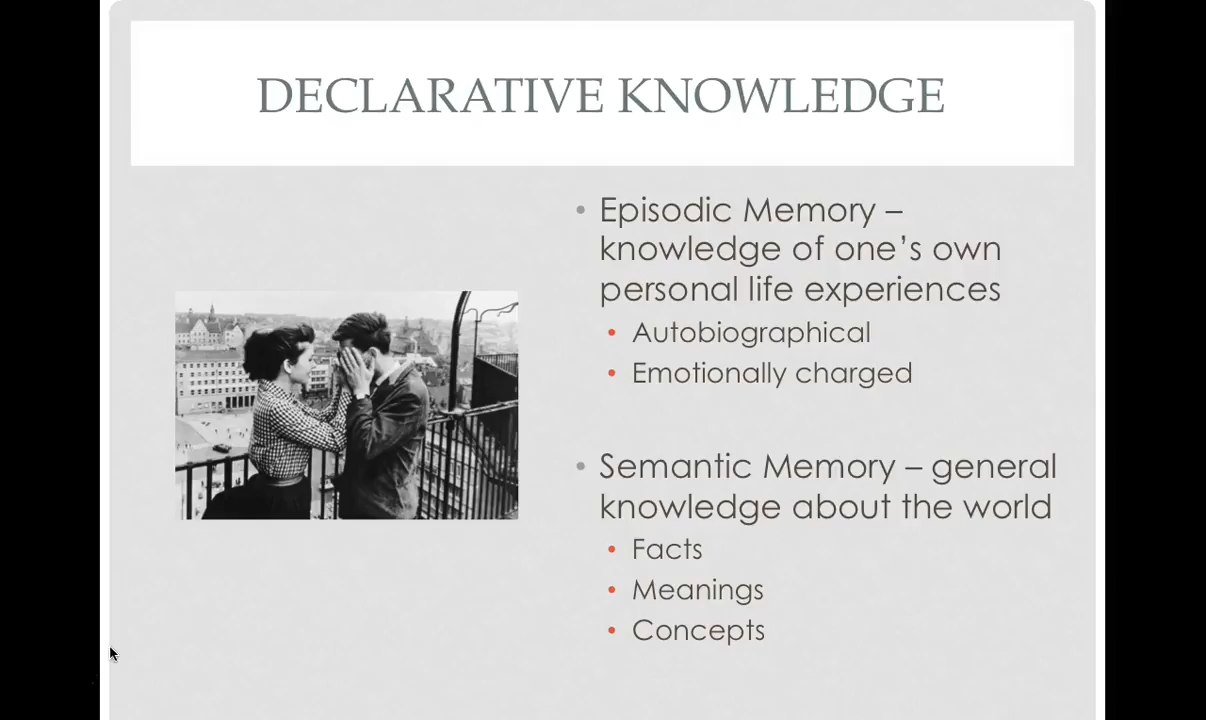 DECLARATIVE KNOWLEDGE
• Episodic Memory –
knowledge of one’s own
personal life experiences
• Autobiographical
• Emotionally charged
• Semantic Memory – general
knowledge about the world
• Facts
• Meanings
• Concepts